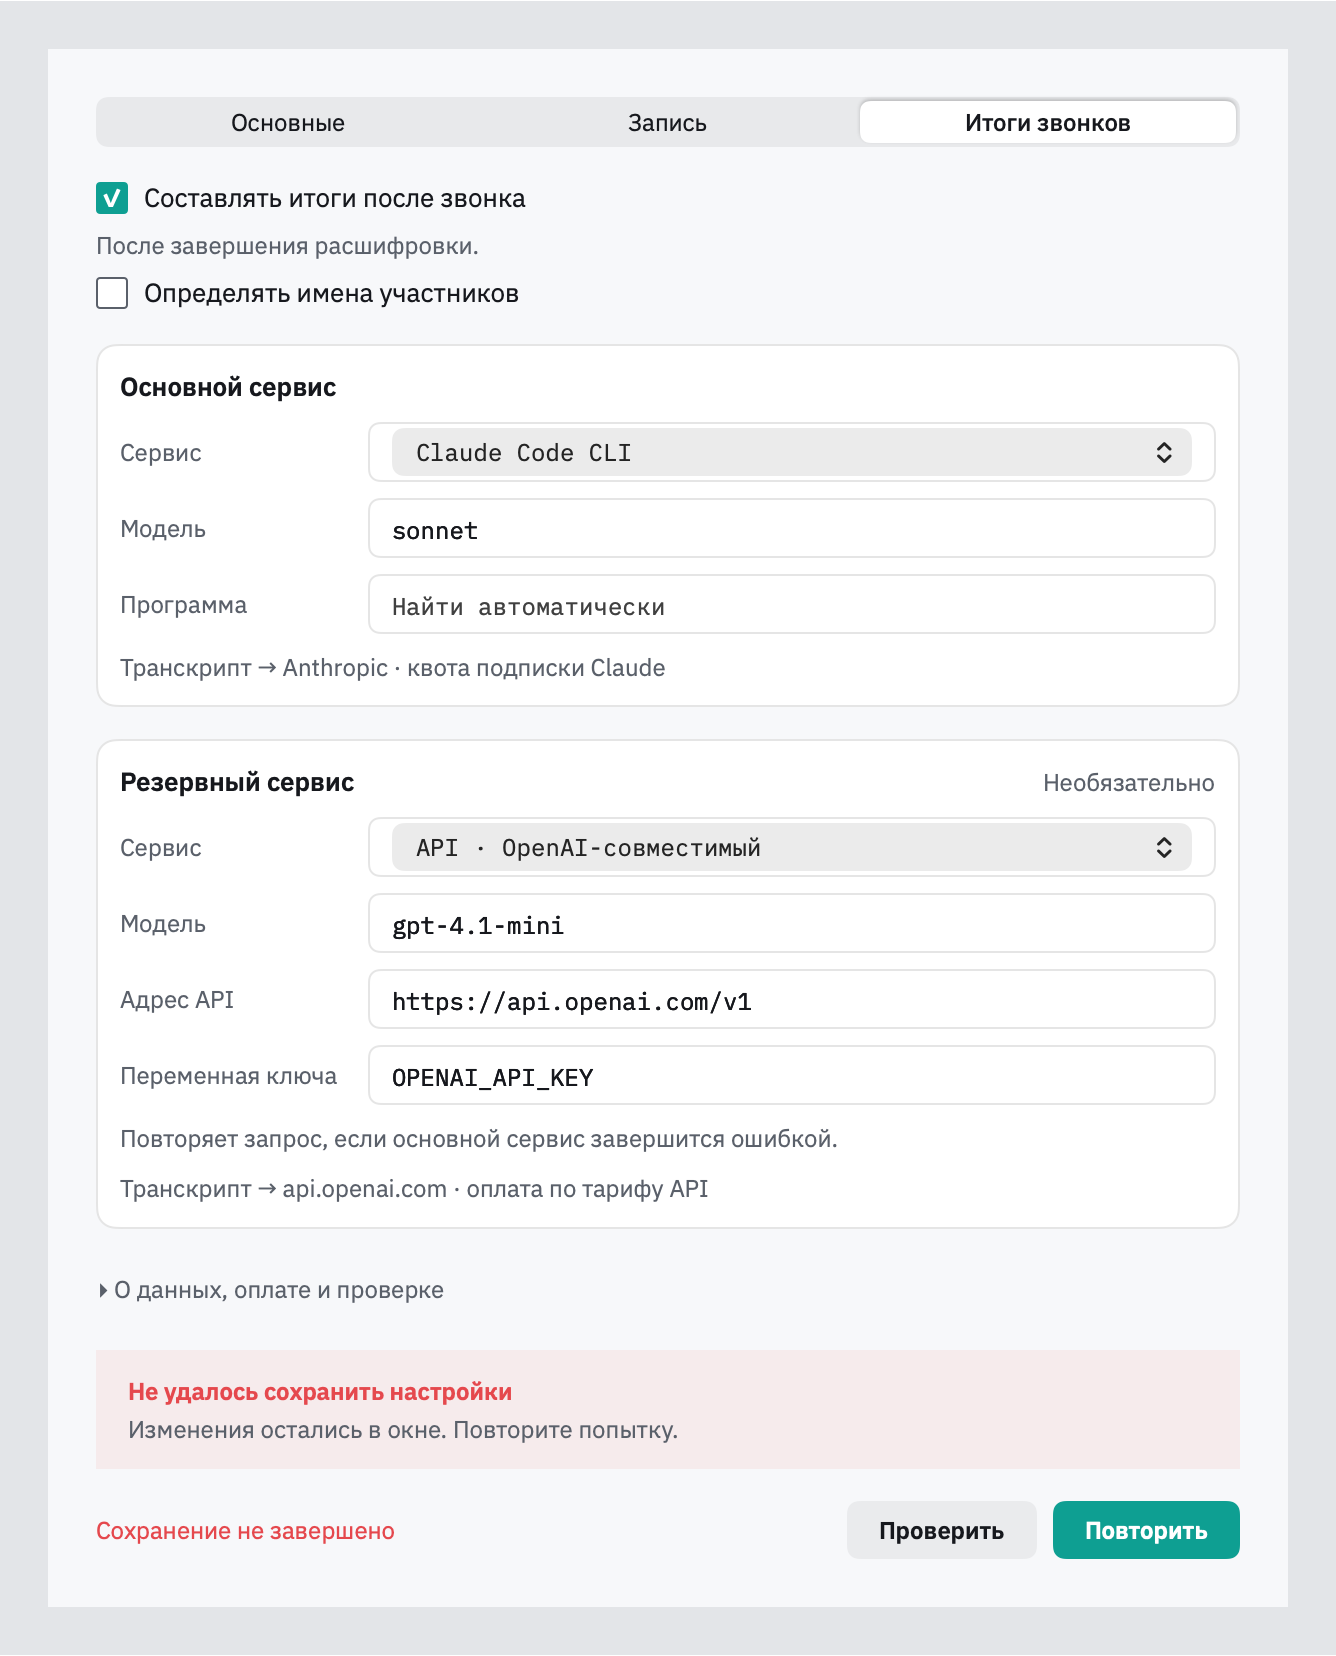 Основные
Запись
Итоги звонков
Составлять итоги после звонка
После завершения расшифровки.
Определять имена участников
Основной сервис
Сервис
Claude Code CLI
Модель
sonnet
Программа
Найти автоматически
Транскрипт → Anthropic · квота подписки Claude
Резервный сервис
Необязательно
Сервис
API · OpenAI-совместимый
Модель
gpt-4.1-mini
Адрес API
https://api.openai.com/v1
Переменная ключа
OPENAI_API_KEY
Повторяет запрос, если основной сервис завершится ошибкой.
Транскрипт → api.openai.com · оплата по тарифу API
О данных, оплате и проверке
Не удалось сохранить настройки
Изменения остались в окне. Повторите попытку.
Сохранение не завершено
Проверить
Повторить